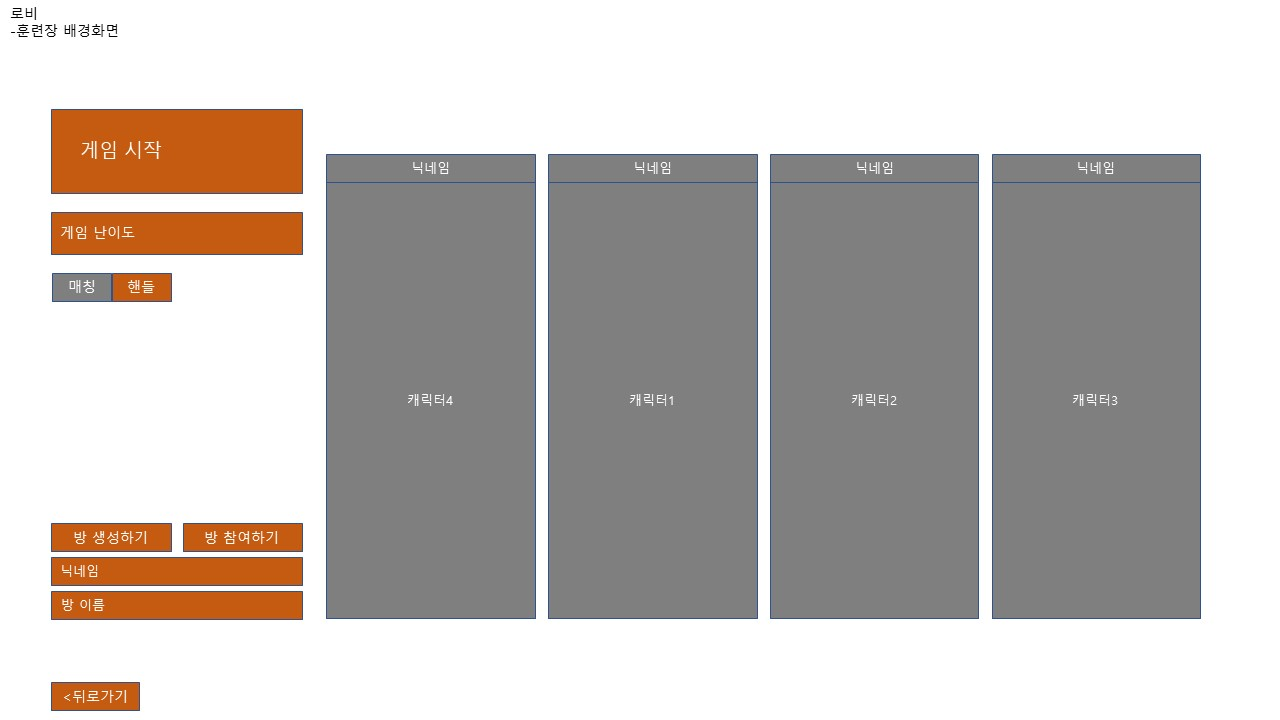 로비
-훈련장 배경화면
게임 시작
게임 난이도
매칭 핸들
방 생성하기 방 참여하기
닉네임
방 이름
<뒤로가기
닉네임 닉네임 닉네임 닉네임
캐릭터4 캐릭터1 캐릭터2 캐릭터3